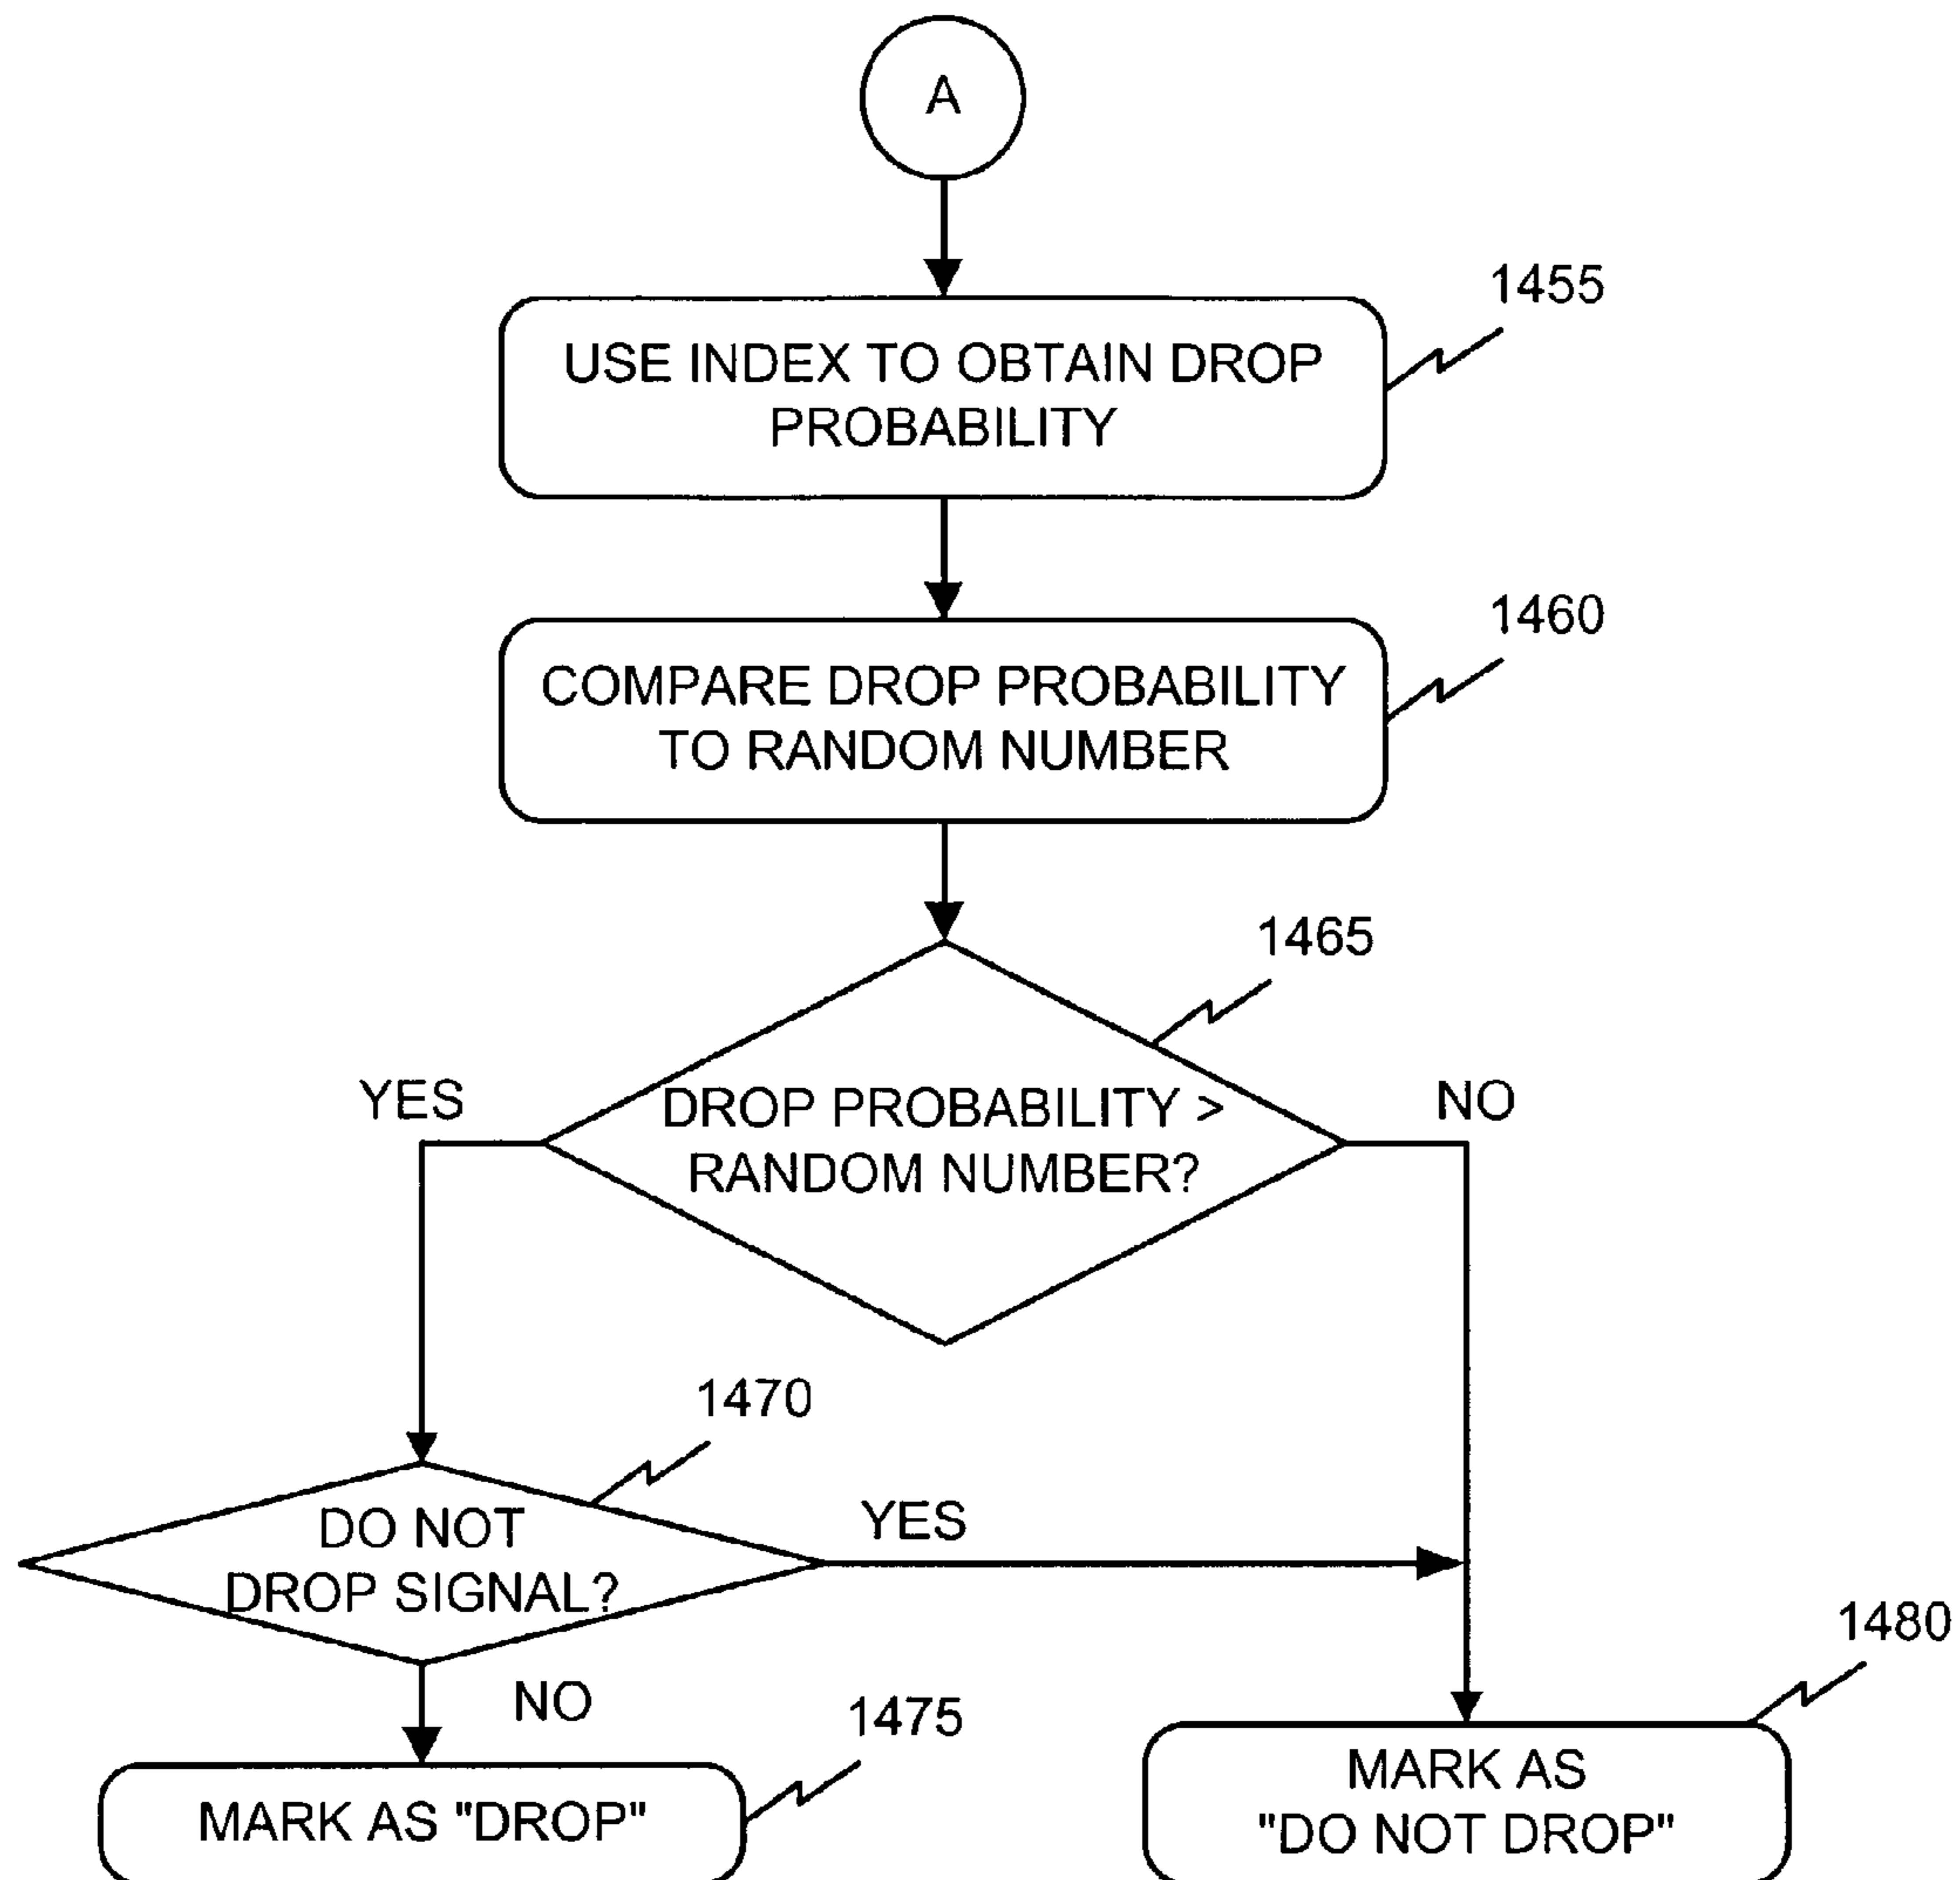 A
1455
USE INDEX TO OBTAIN DROP
PROBABILITY
1460
COMPARE DROP PROBABILITY
TO RANDOM NUMBER
1465
YES
DROP PROBABILITY >
RANDOM NUMBER?
NO
1470
DO NOT
DROP SIGNAL?
YES
NO
1475
MARK AS "DROP"
1480
MARK AS
"DO NOT DROP"